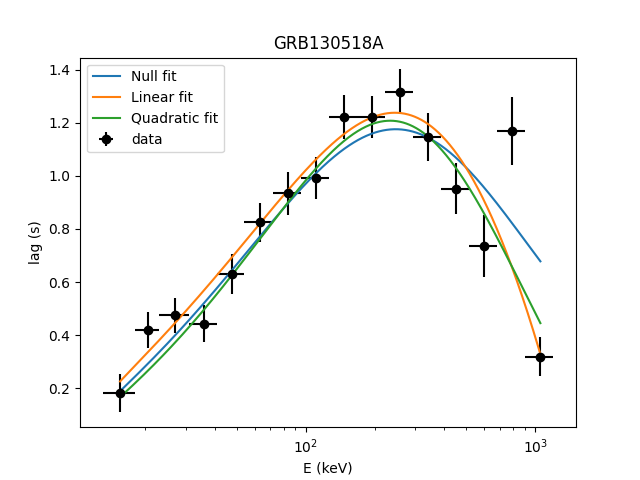 GRB130518A
Null fit
Linear fit
Quadratic fit
data
1.4
1.2
1.0
0.8
0.6
0.4
0.2
lag (s)
10²
10³
E (keV)